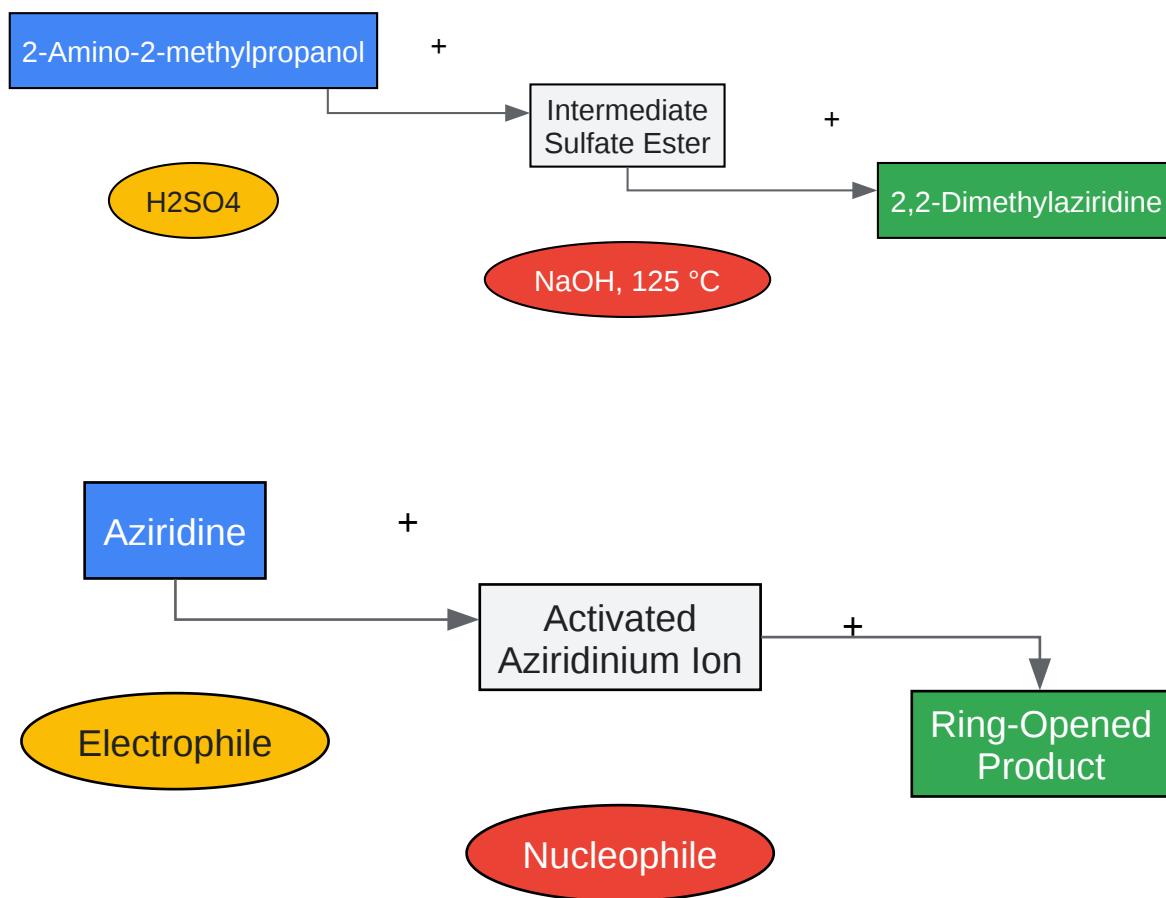 2-Amino-2-methylpropanol
+
Intermediate
Sulfate Ester
+
H2SO4
2,2-Dimethylaziridine
NaOH, 125 °C
Aziridine
+
Activated
Aziridinium Ion
+
Electrophile
Ring-Opened
Product
Nucleophile